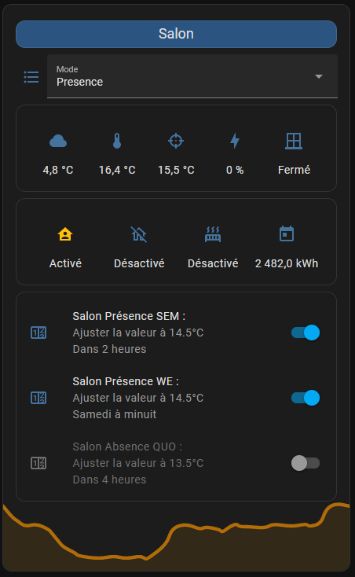 Salon
Mode
Presence
4,8 °C 16,4 °C 15,5 °C 0 % Fermé
Activé Désactivé Désactivé 2 482,0 kWh
Salon Présence SEM :
Ajuster la valeur à 14.5°C
Dans 2 heures
Salon Présence WE :
Ajuster la valeur à 14.5°C
Samedi à minuit
Salon Absence QUO :
Ajuster la valeur à 13.5°C
Dans 4 heures